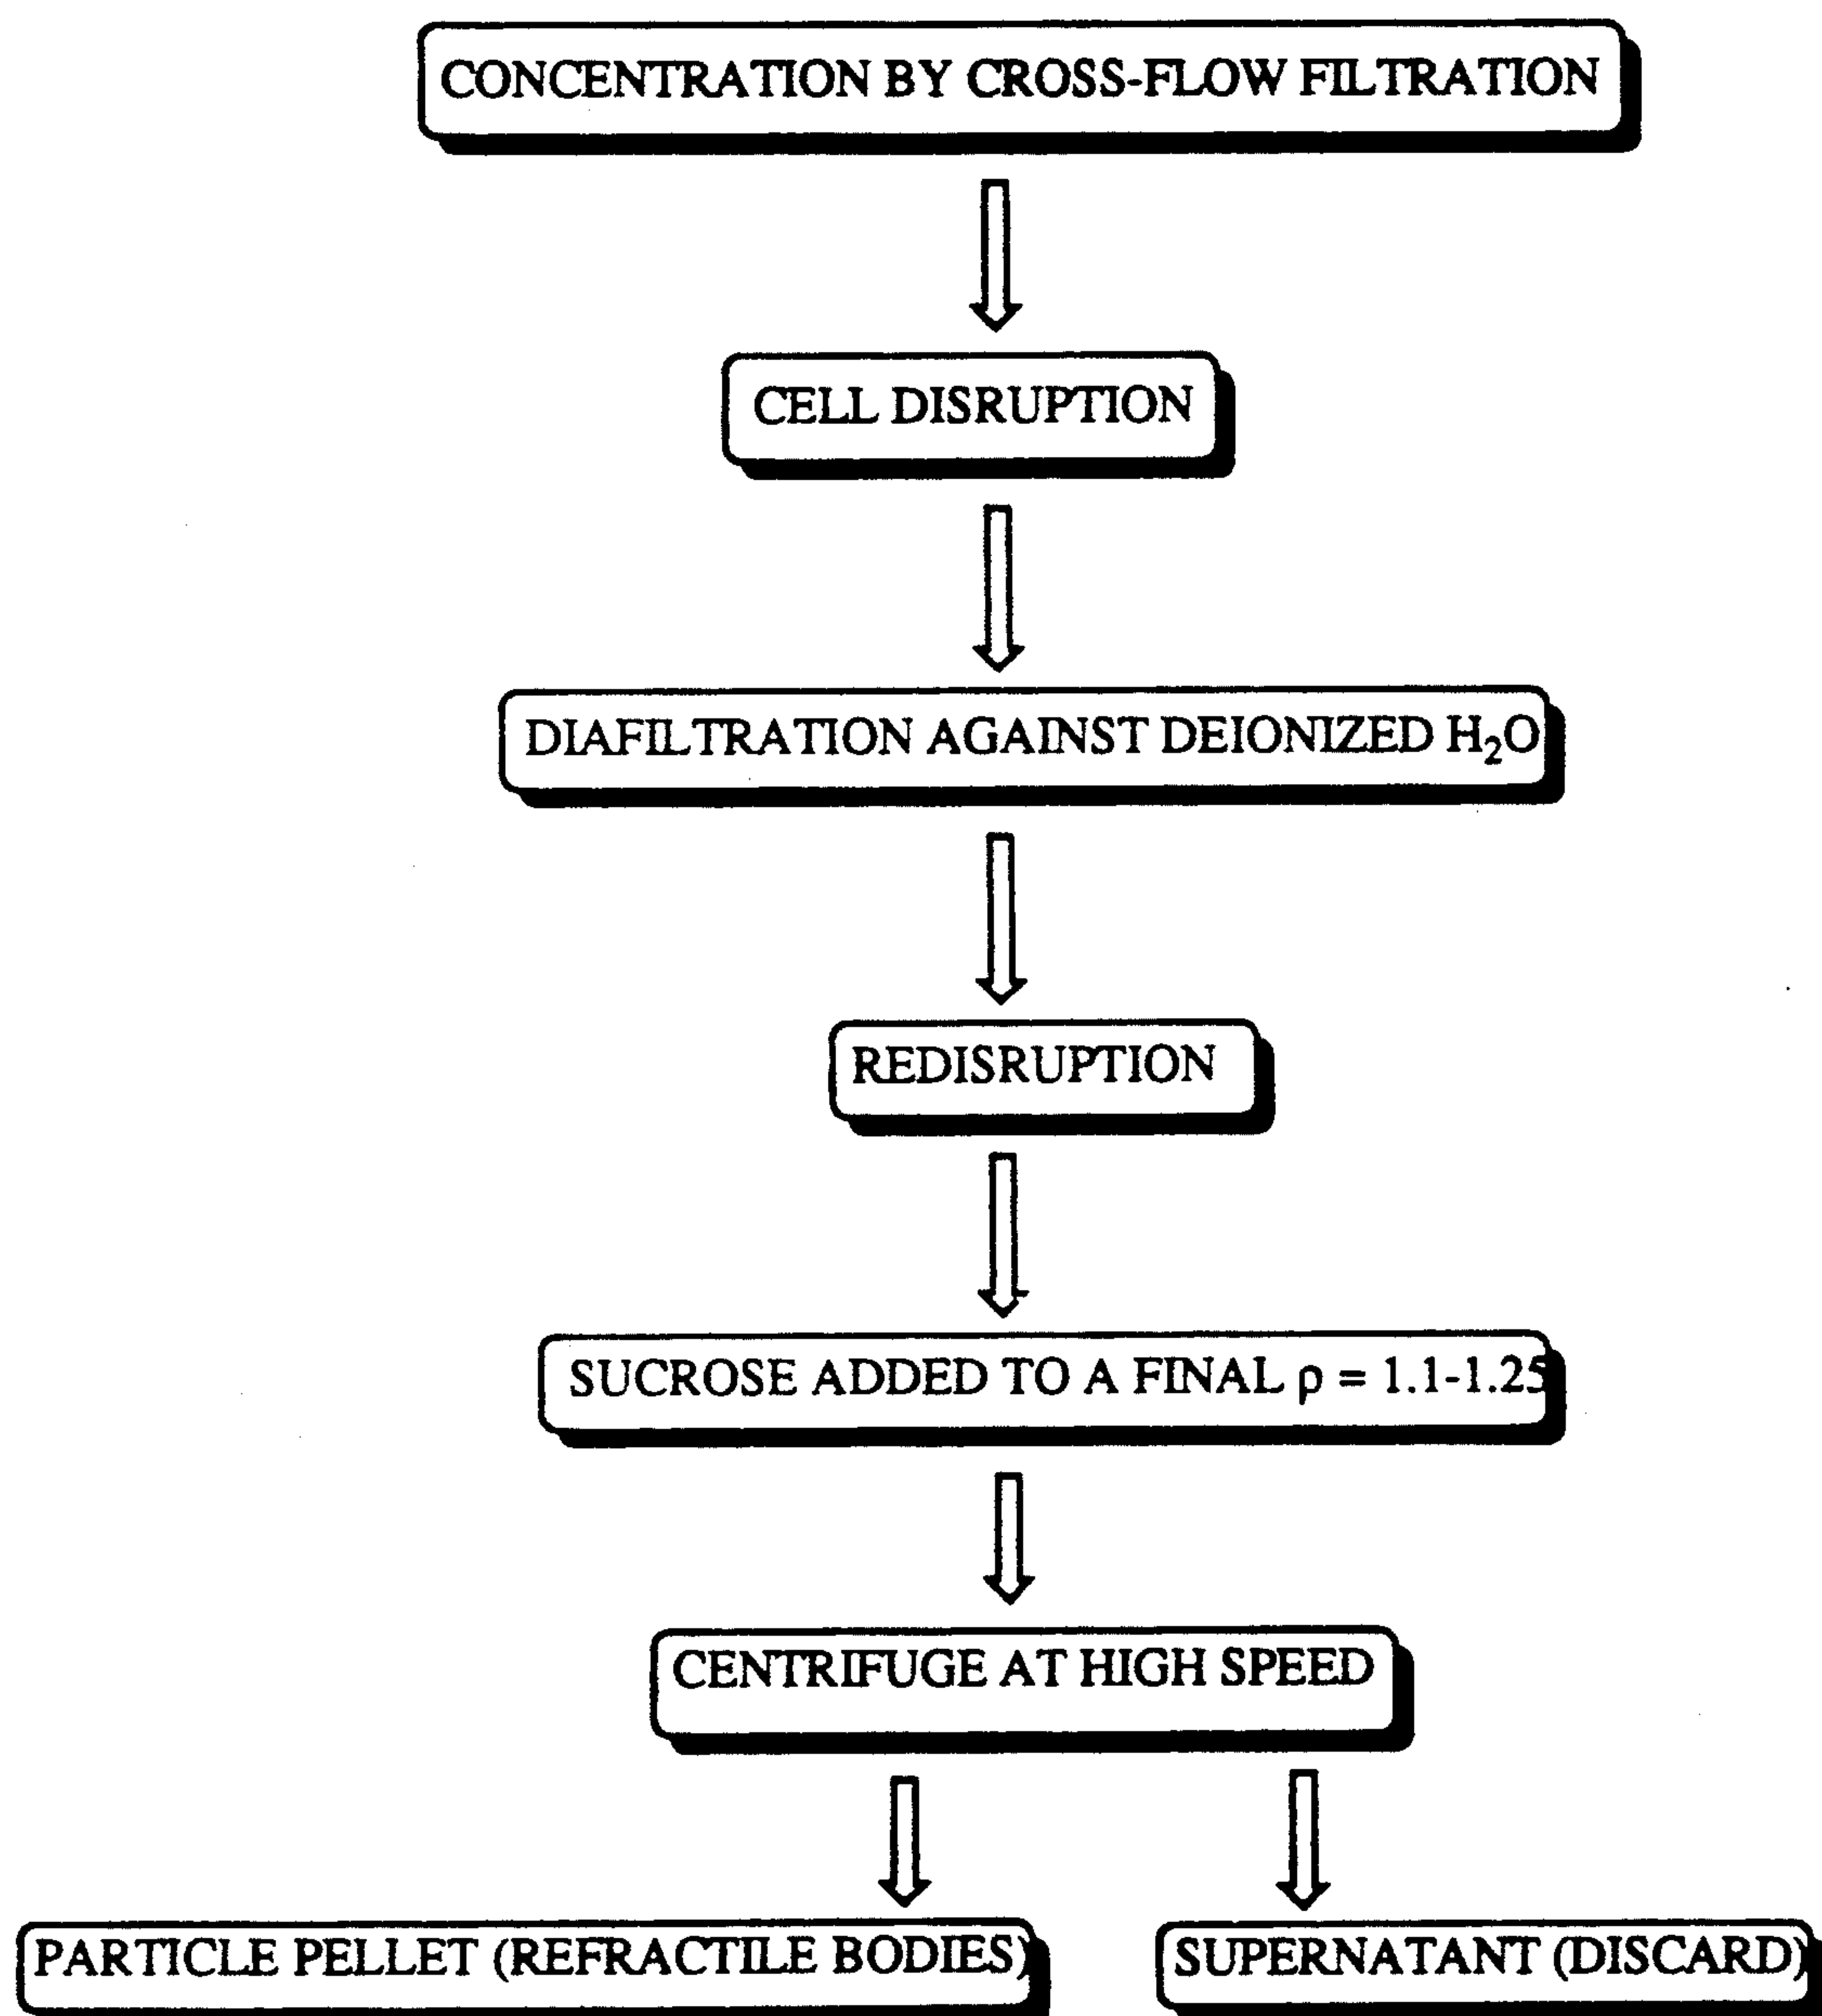 CONCENTRATION BY CROSS-FLOW FILTRATION
CELL DISRUPTION
DIAFILTRATION AGAINST DEIONIZED H₂O
REDISRUPTION
SUCROSE ADDED TO A FINAL ρ = 1.1-1.25
CENTRIFUGE AT HIGH SPEED
PARTICLE PELLET (REFRACTILE BODIES)
SUPERNATANT (DISCARD)